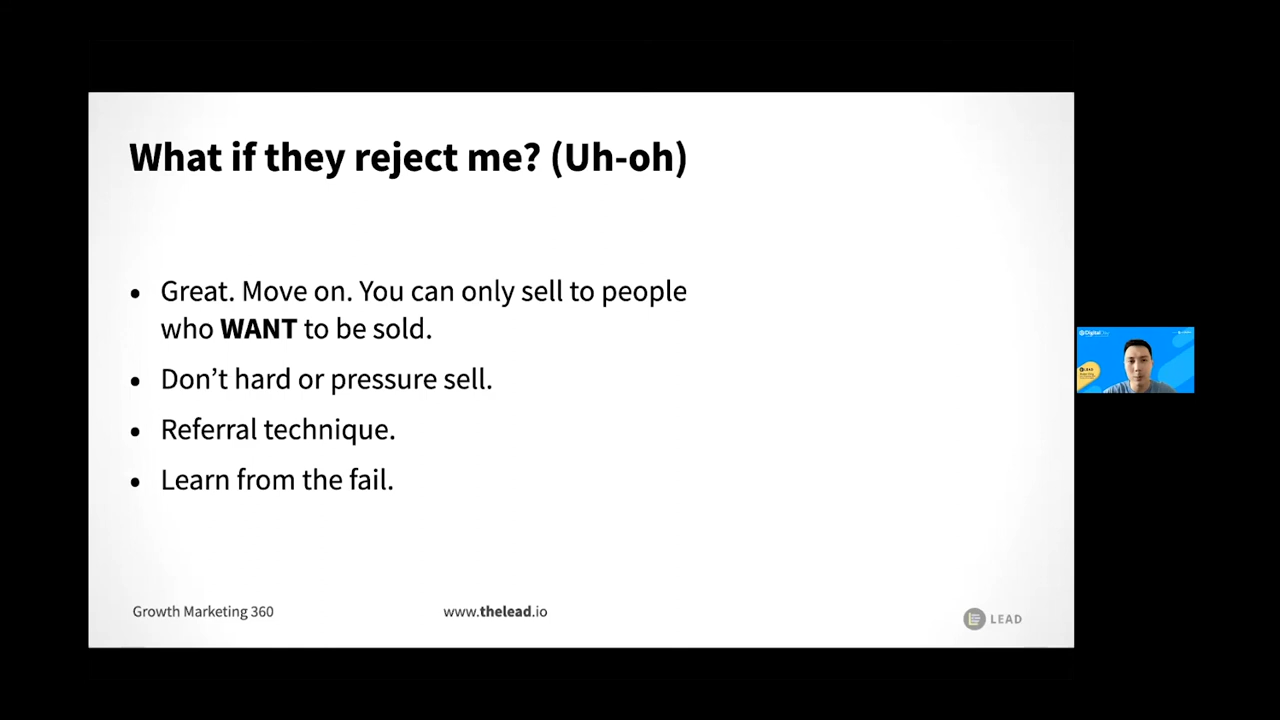 What if they reject me? (Uh-oh)
• Great. Move on. You can only sell to people
who WANT to be sold.
• Don’t hard or pressure sell.
• Referral technique.
• Learn from the fail.
Growth Marketing 360
www.thelead.io
LEAD
LEAD